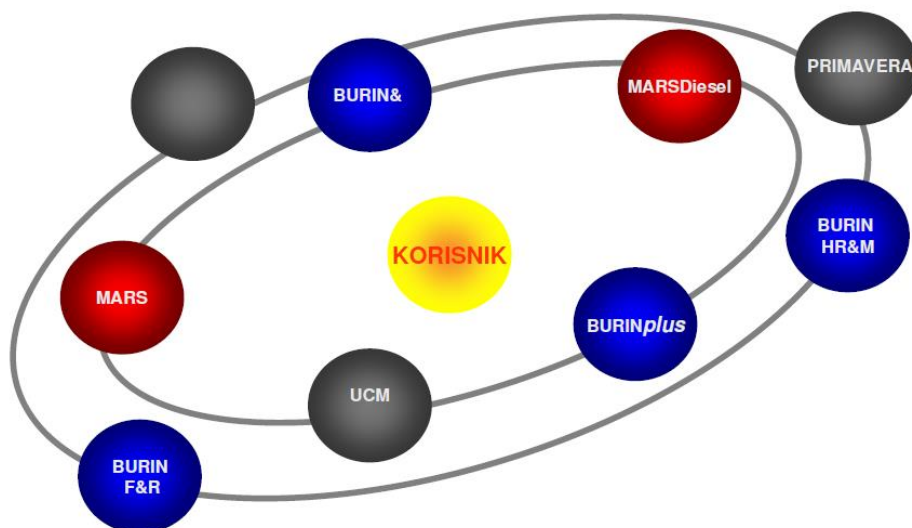 PRIMAVERA
MARSDiesel
BURIN&
BURIN
HR&M
KORISNIK
MARS
BURINplus
UCM
BURIN
F&R